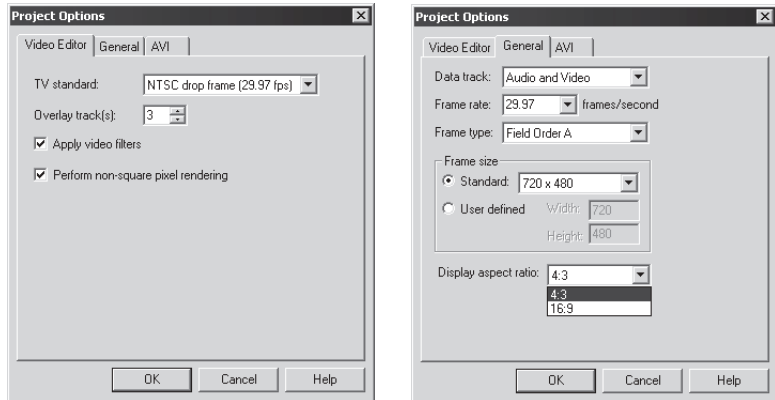 Project Options
Video Editor General AVI
TV standard: NTSC drop frame (29.97 fps)
Overlay track(s): 3
Apply video filters
Perform non-square pixel rendering
OK Cancel Help
Project Options
Video Editor General AVI
Data track: Audio and Video
Frame rate: 29.97 frames/second
Frame type: Field Order A
Frame size
Standard: 720 x 480
User defined Width: 720
Height: 480
Display aspect ratio: 4:3
4:3
16:9
OK Cancel Help